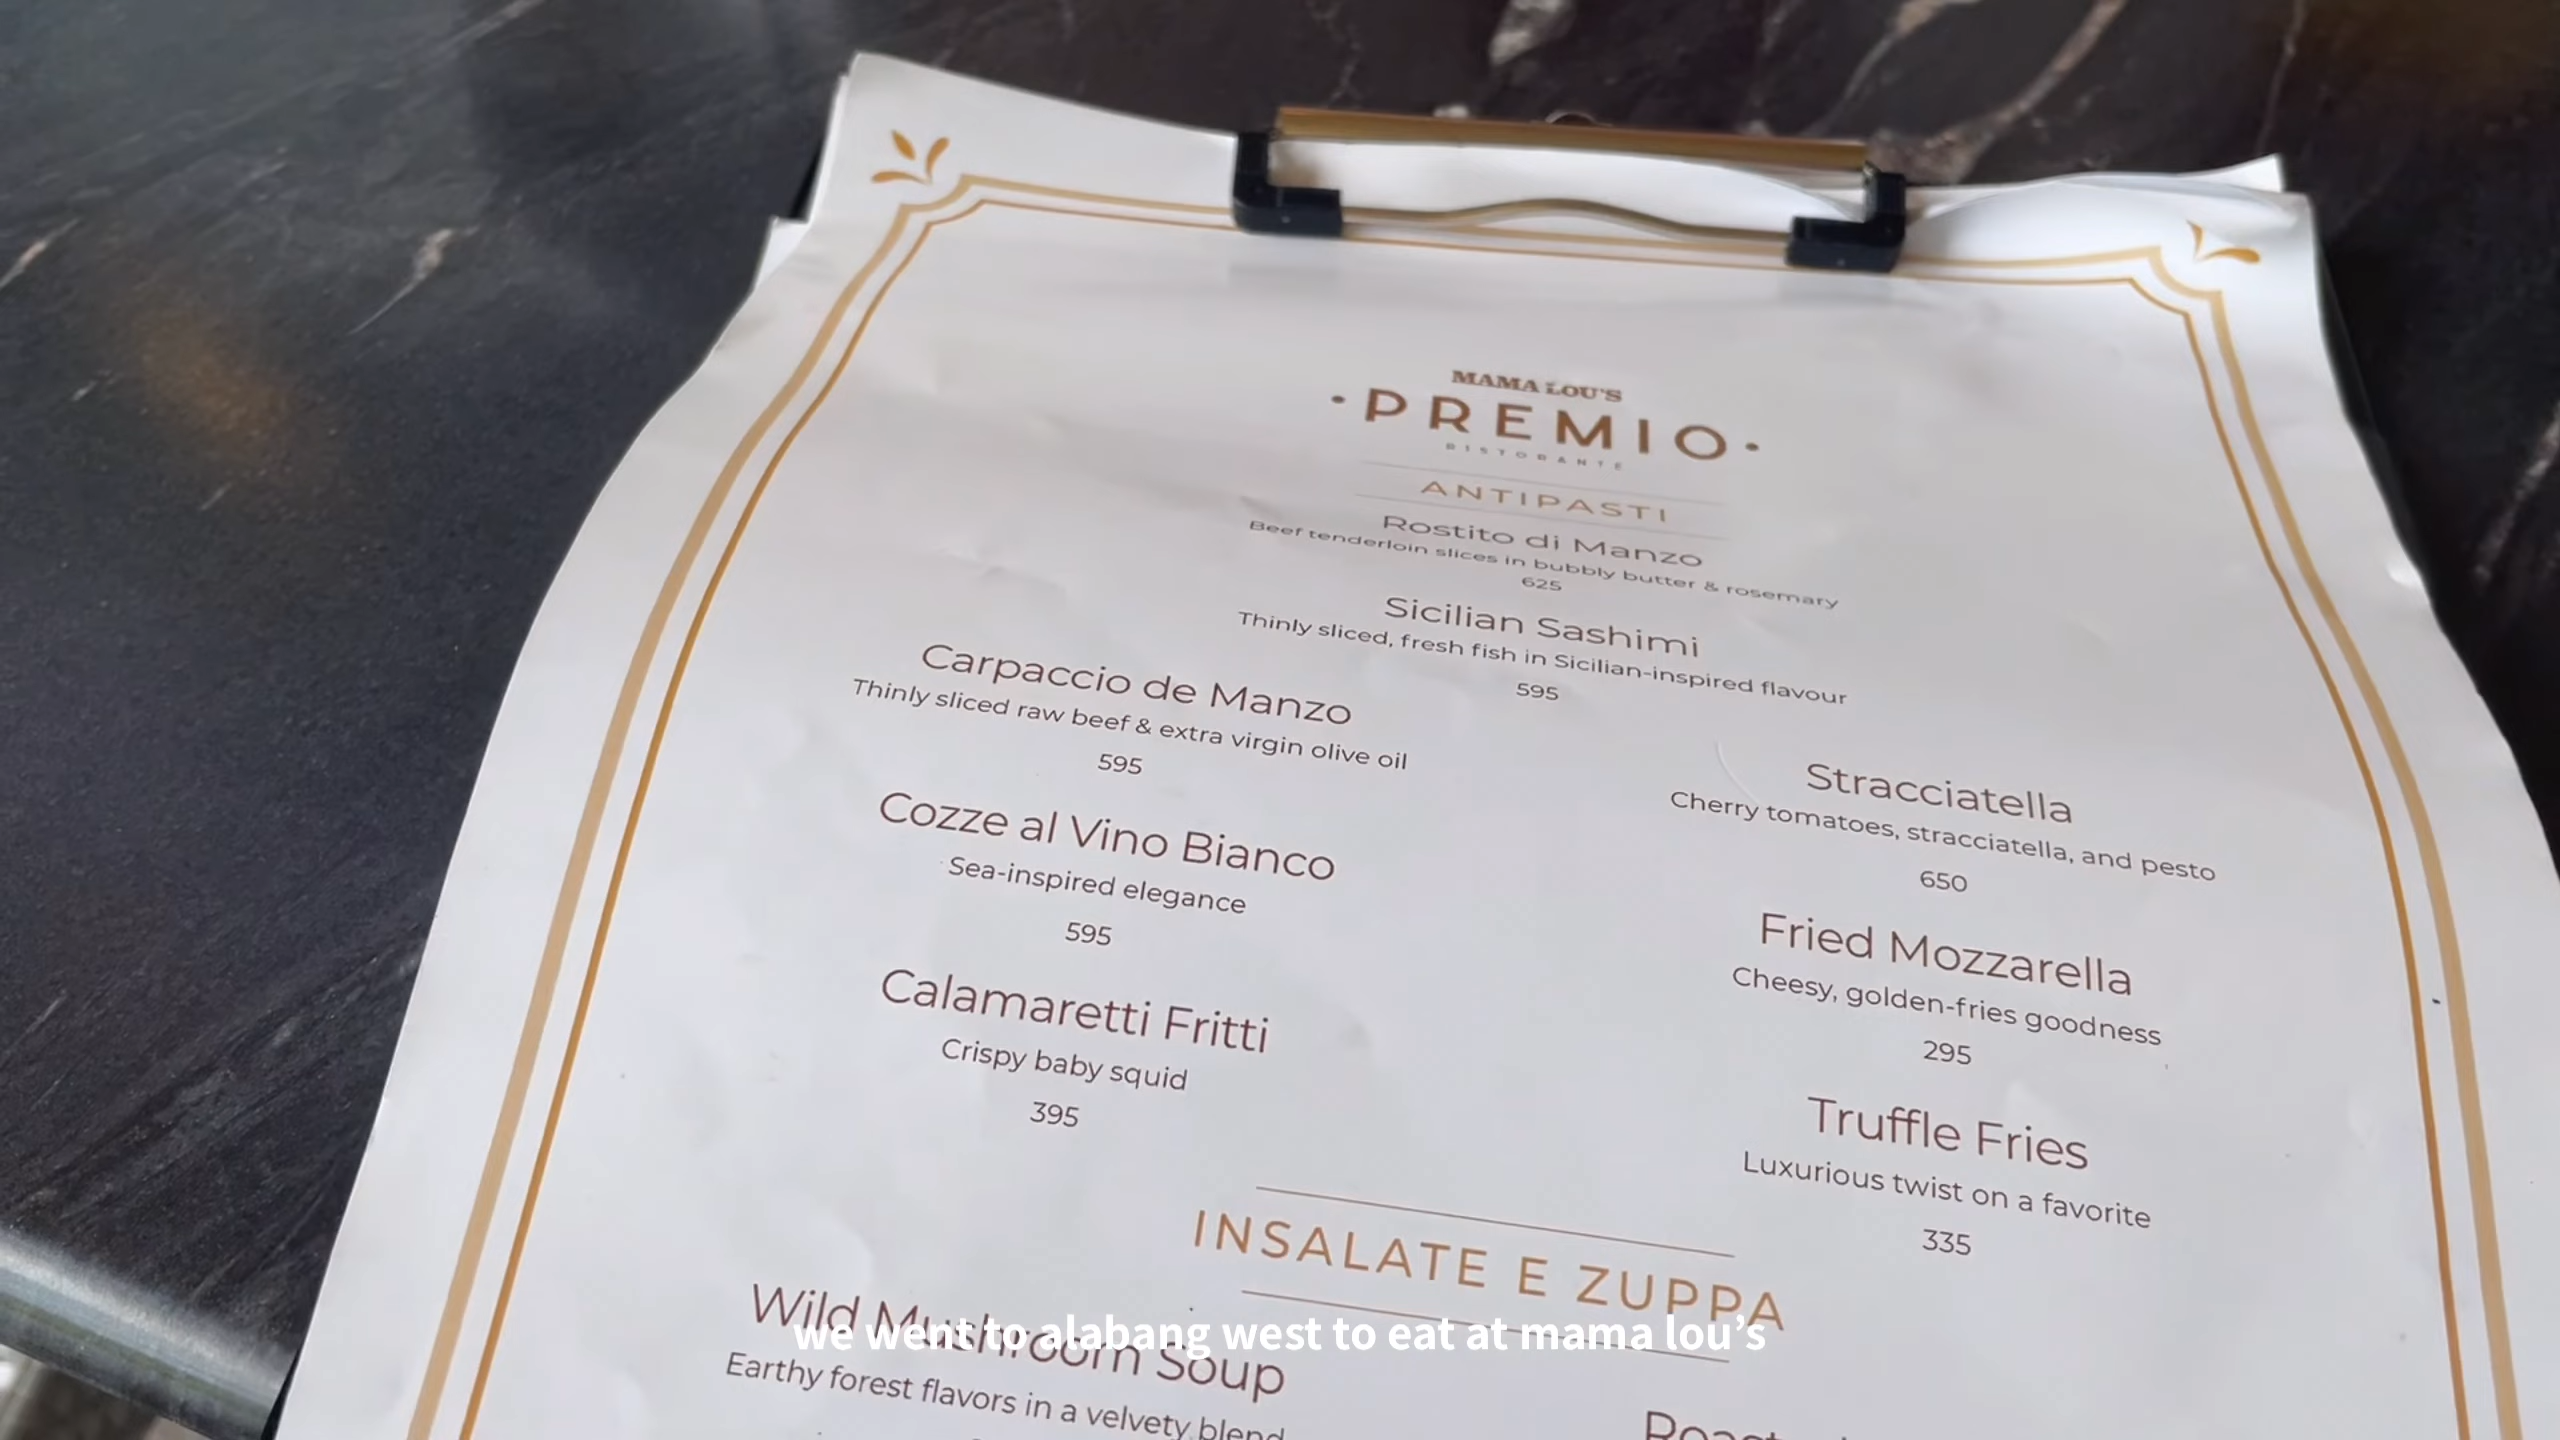 MAMA LOU'S
• PREMIO •
RISTORANTE
ANTIPASTI
Rostito di Manzo
Beef tenderloin slices in bubbly butter & rosemary
625
Sicilian Sashimi
Thinly sliced, fresh fish in Sicilian-inspired flavour
595
Carpaccio de Manzo
Thinly sliced raw beef & extra virgin olive oil
595
Cozze al Vino Bianco
Sea-inspired elegance
595
Calamaretti Fritti
Crispy baby squid
395
Stracciatella
Cherry tomatoes, stracciatella, and pesto
650
Fried Mozzarella
Cheesy, golden-fries goodness
295
Truffle Fries
Luxurious twist on a favorite
335
INSALATE E ZUPPA
Wild Mushroom Soup
Earthy forest flavors in a velvety blend
we went to alabang west to eat at mama lou's